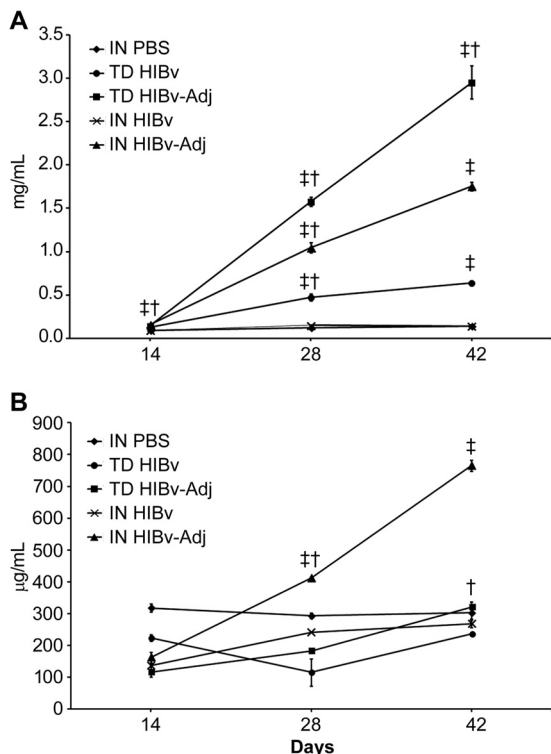 A
IN PBS
TD HIBv
TD HIBv-Adj
IN HIBv
IN HIBv-Adj
mg/mL
3.5
3.0
2.5
2.0
1.5
1.0
0.5
0.0
‡†
‡†
‡†
‡†
‡†
‡
‡
14 28 42
B
IN PBS
TD HIBv
TD HIBv-Adj
IN HIBv
IN HIBv-Adj
µg/mL
900
800
700
600
500
400
300
200
100
0
‡†
‡
†
14 28 42
Days